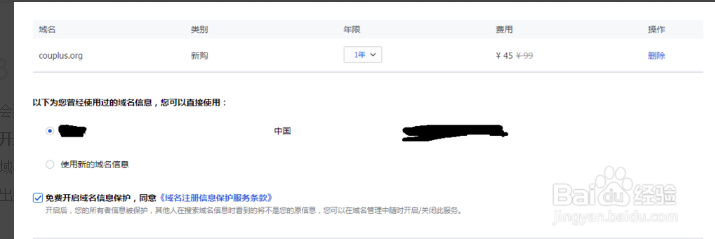 域名 类别 年限 费用 操作
couplus.org 新购 1年 ¥ 45 ¥ 99 删除
以下为您曾经使用过的域名信息，您可以直接使用：
中国
使用新的域名信息
免费开启域名信息保护，同意《域名注册信息保护服务条款》
开启后，您的所有者信息被保护，其他人在搜索域名信息时看到的将不是您的原信息，您可以在域名管理中随时开启/关闭此服务。
Baidu经验
jingyan.baidu.com
会
开
域
出